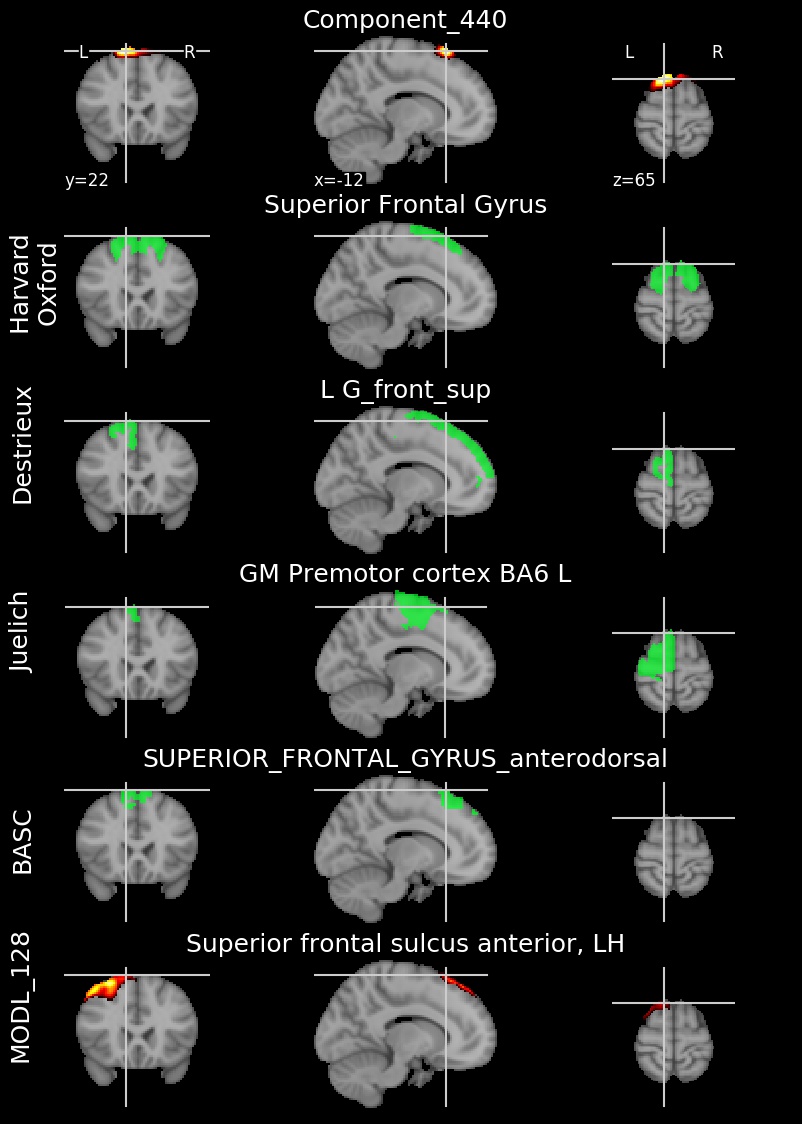 Component_440
L R
L R
y=22 x=-12 z=65
Superior Frontal Gyrus
Harvard
Oxford
L G_front_sup
Destrieux
GM Premotor cortex BA6 L
Juelich
SUPERIOR_FRONTAL_GYRUS_anterodorsal
BASC
Superior frontal sulcus anterior, LH
MODL_128